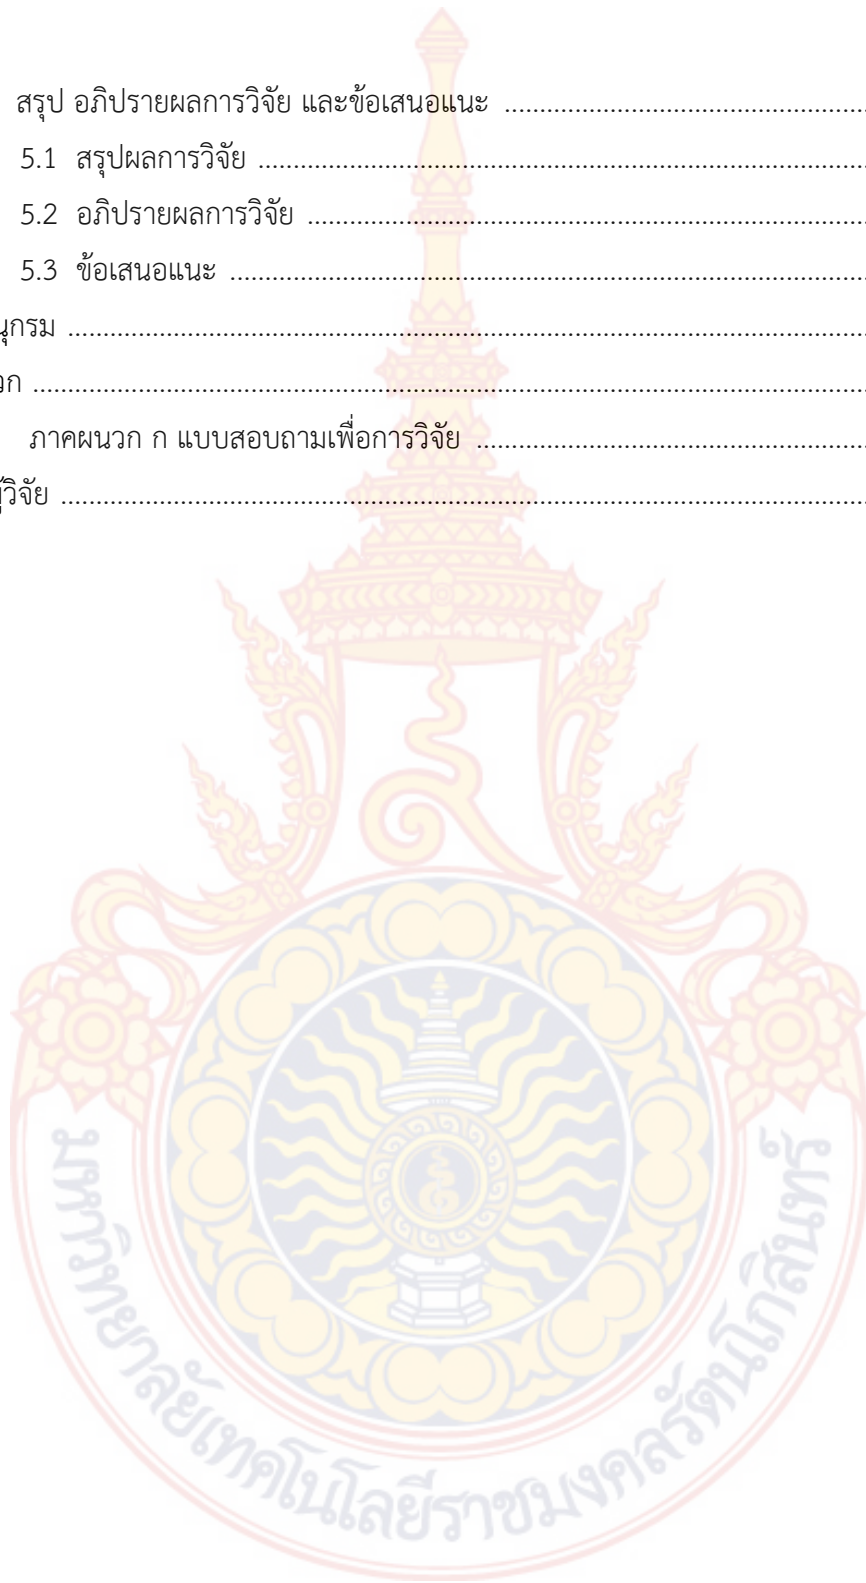 สรุป อภิปรายผลการวิจัย และข้อเสนอแนะ ........................................................
5.1 สรุปผลการวิจัย ........................................................
5.2 อภิปรายผลการวิจัย ........................................................
5.3 ข้อเสนอแนะ ........................................................
นุกรม ........................................................
วก ........................................................
ภาคผนวก ก แบบสอบถามเพื่อการวิจัย ........................................................
ผู้วิจัย ........................................................
มหาวิทยาลัยเทคโนโลยีราชมงคลรัตนโกสินทร์